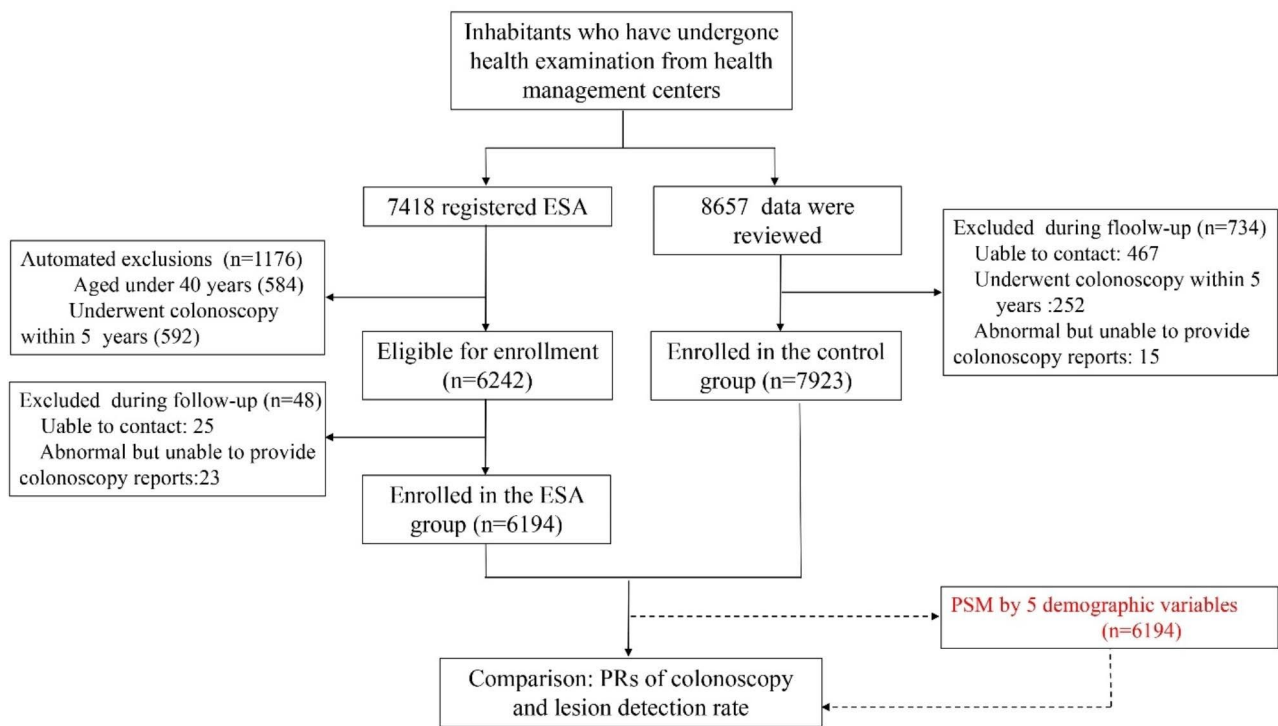 Inhabitants who have undergone
health examination from health
management centers
7418 registered ESA
8657 data were
reviewed
Automated exclusions (n=1176)
Aged under 40 years (584)
Underwent colonoscopy
within 5 years (592)
Excluded during floolw-up (n=734)
Uable to contact: 467
Underwent colonoscopy within 5
years :252
Abnormal but unable to provide
colonoscopy reports: 15
Eligible for enrollment
(n=6242)
Enrolled in the control
group (n=7923)
Excluded during follow-up (n=48)
Uable to contact: 25
Abnormal but unable to provide
colonoscopy reports:23
Enrolled in the ESA
group (n=6194)
PSM by 5 demographic variables
(n=6194)
Comparison: PRs of colonoscopy
and lesion detection rate